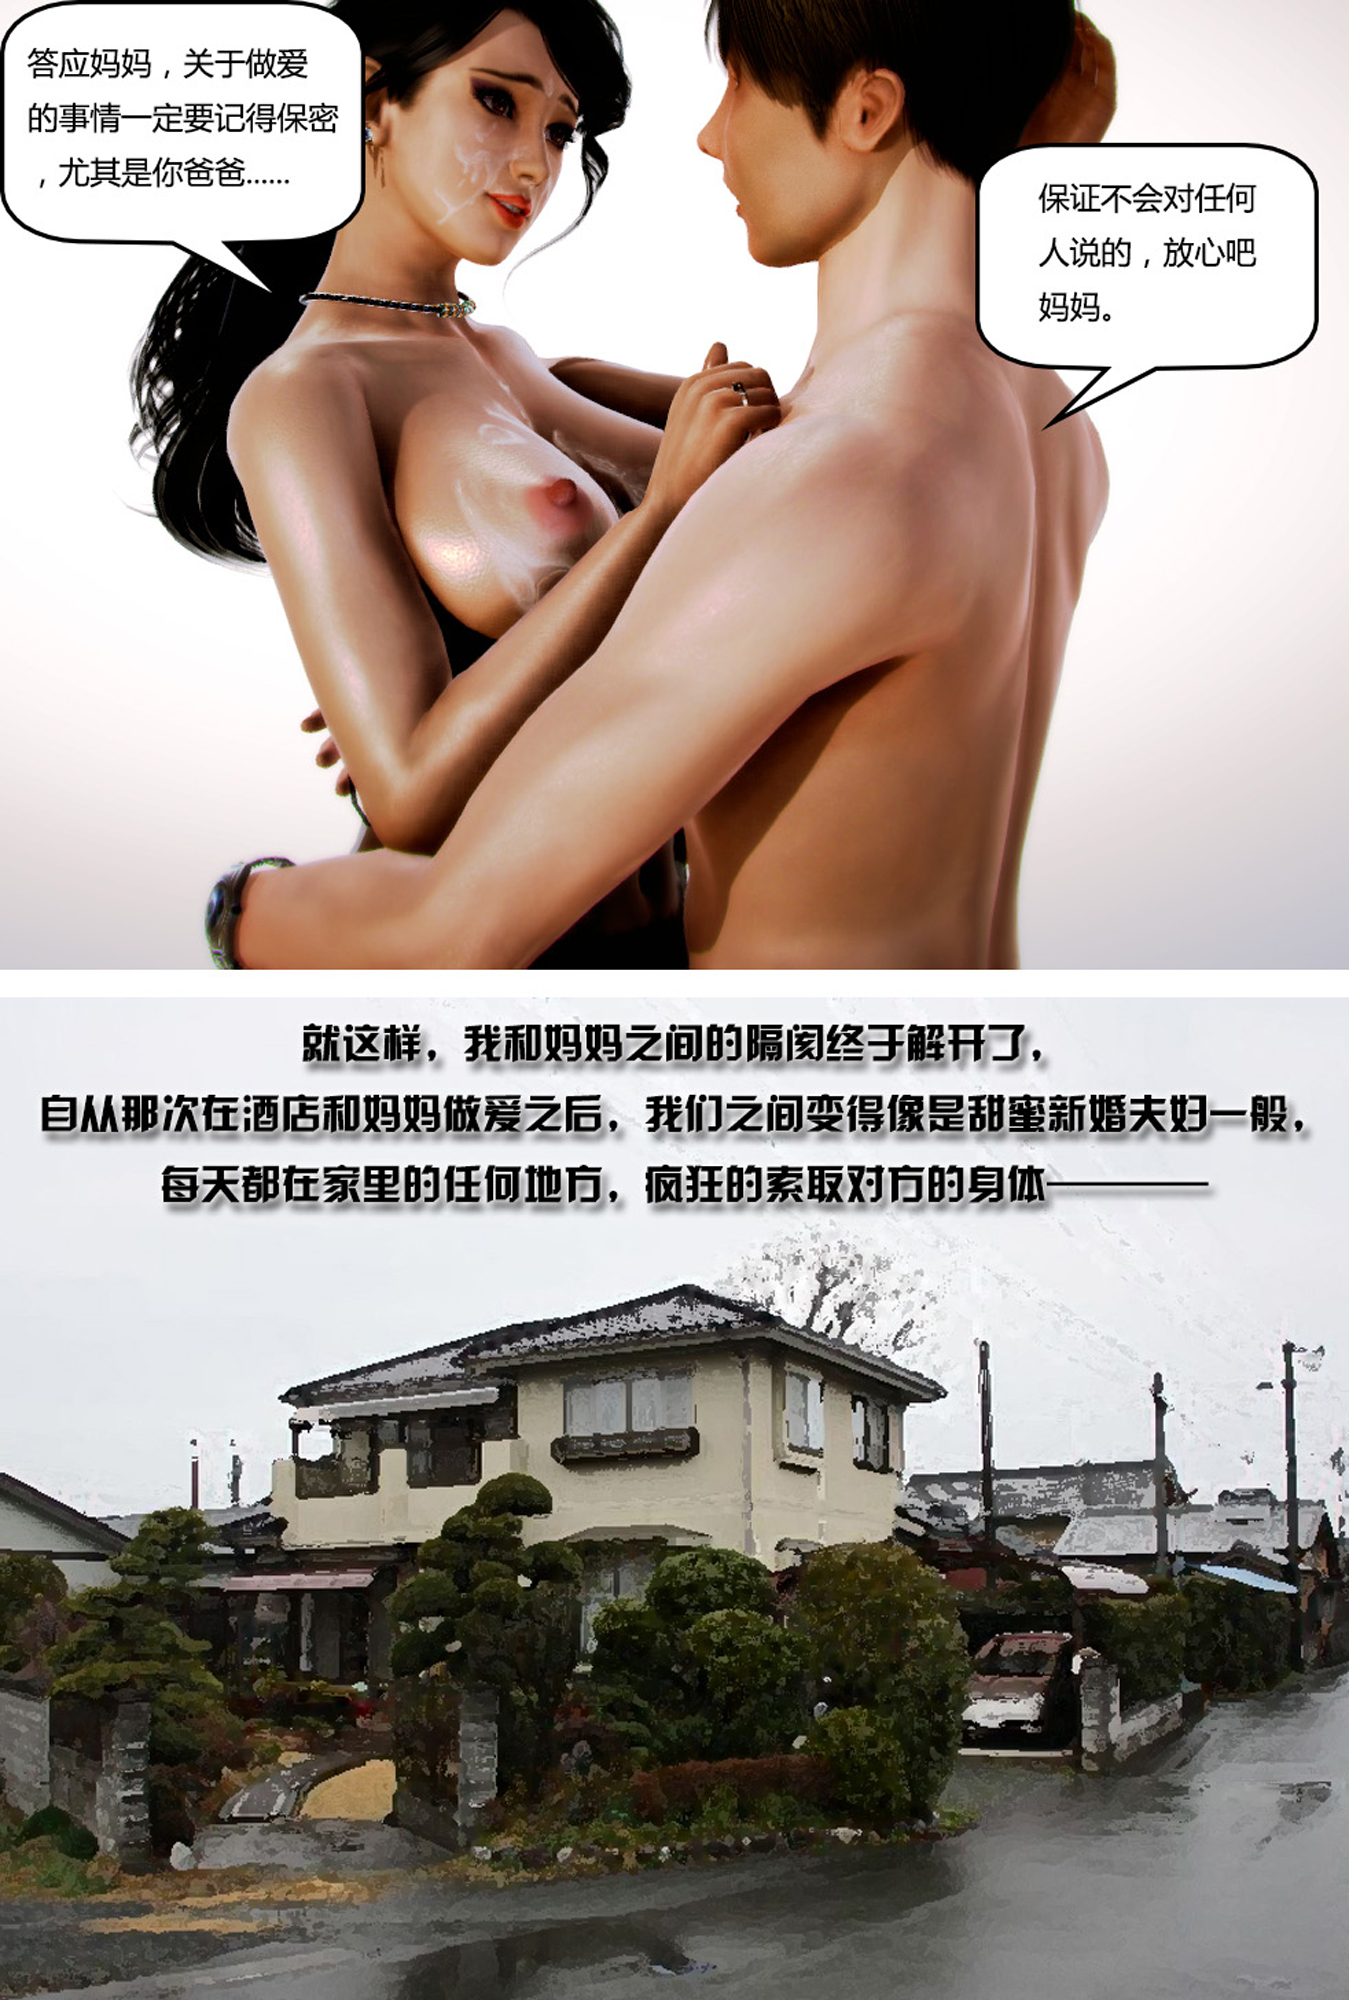 答应妈妈，关于做爱
的事情一定要记得保密
，尤其是你爸爸……
保证不会对任何
人说的，放心吧
妈妈。
就这样，我和妈妈之间的隔阂终于解开了，
自从那次在酒店和妈妈做爱之后，我们之间变得像是甜蜜新婚夫妇一般，
每天都在家里的任何地方，疯狂的索取对方的身体————